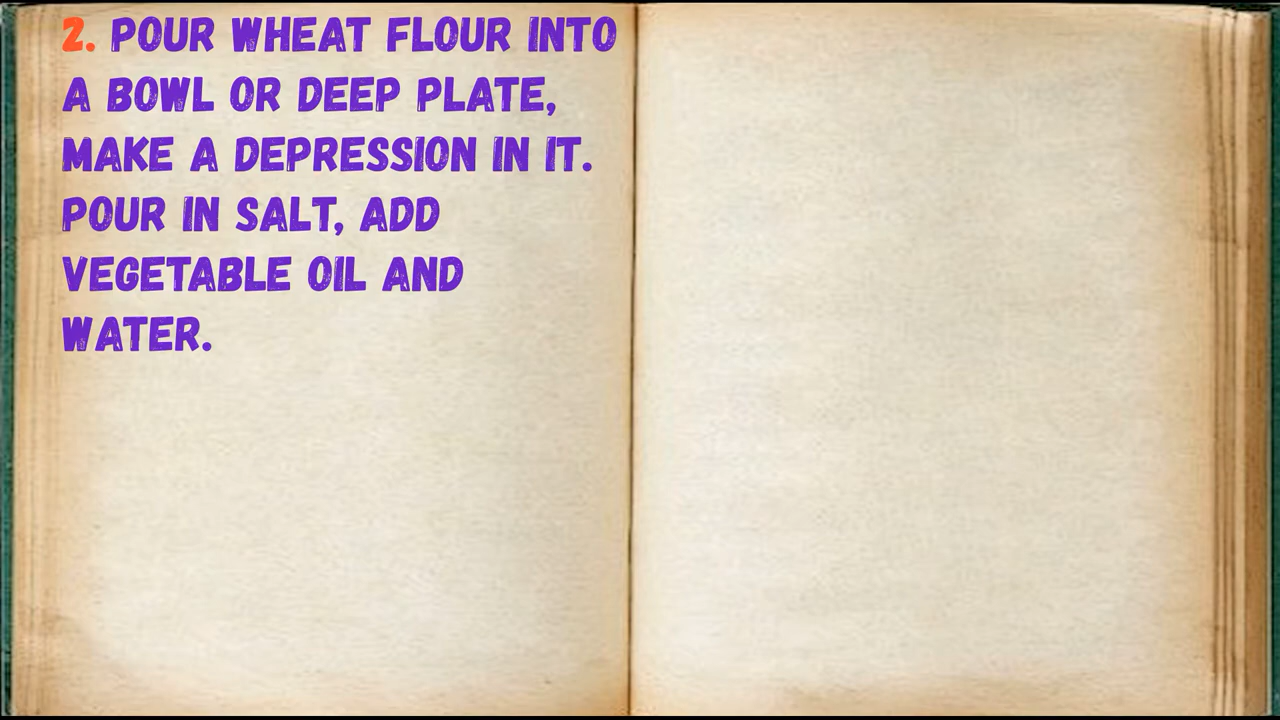 2. POUR WHEAT FLOUR INTO
A BOWL OR DEEP PLATE,
MAKE A DEPRESSION IN IT.
POUR IN SALT, ADD
VEGETABLE OIL AND
WATER.